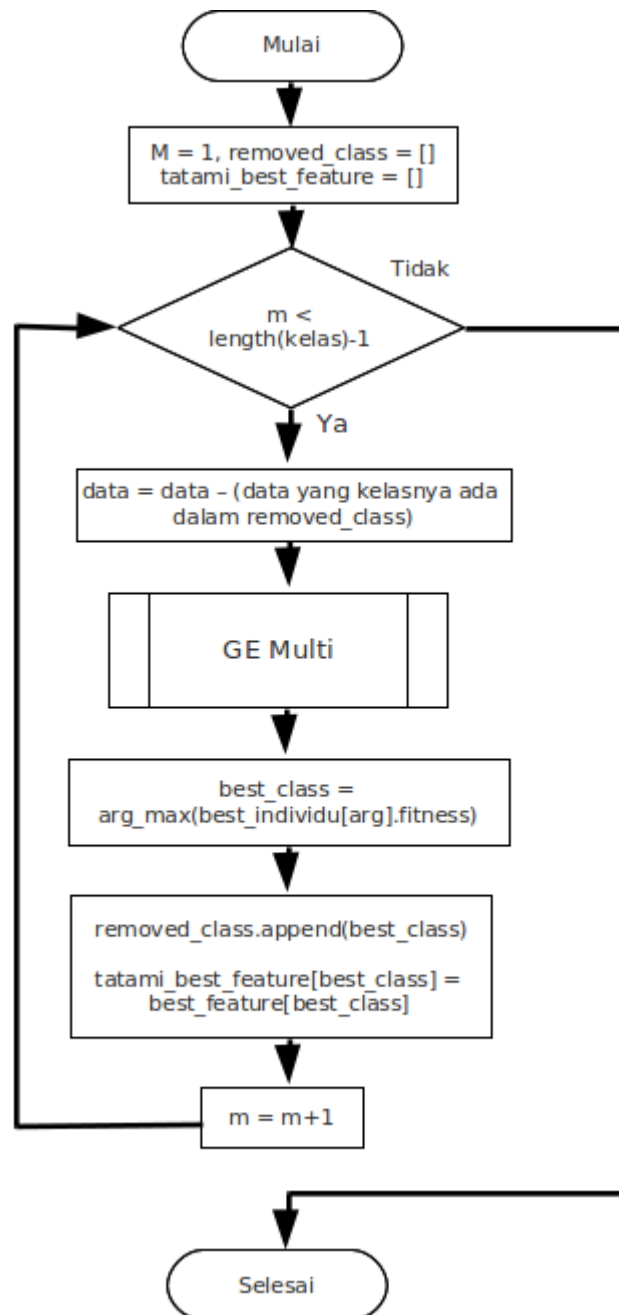 Mulai
M = 1, removed_class = []
tatami_best_feature = []
Tidak
m <
length(kelas)-1
Ya
data = data – (data yang kelasnya ada
dalam removed_class)
GE Multi
best_class =
arg_max(best_individu[arg].fitness)
removed_class.append(best_class)
tatami_best_feature[best_class] =
best_feature[best_class]
m = m+1
Selesai